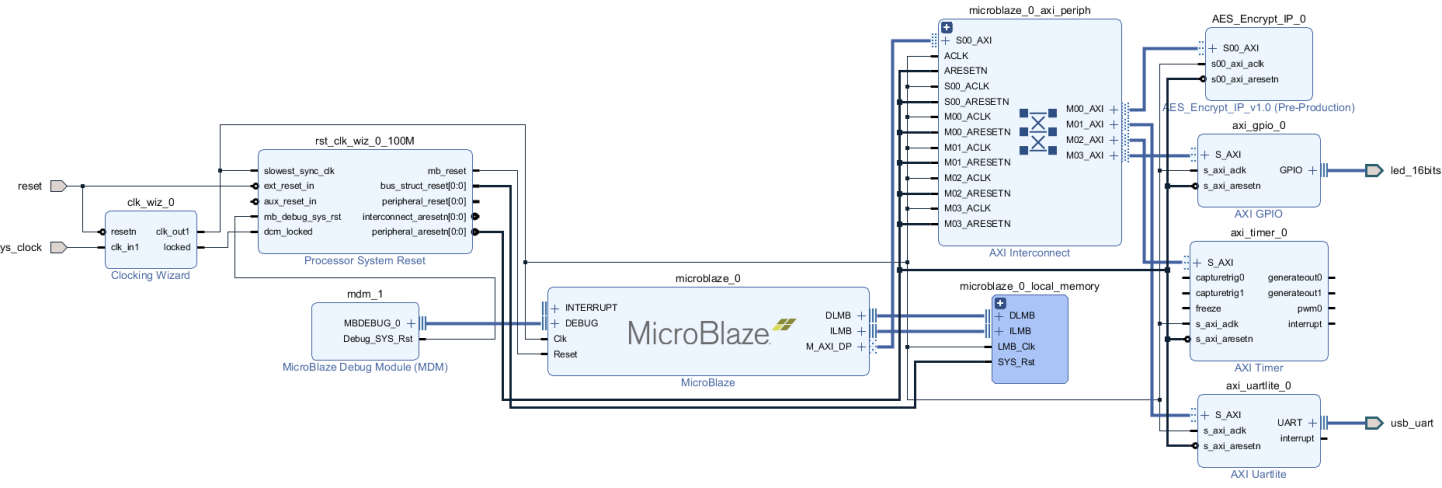 reset
ys_clock
clk_wiz_0
resetn
clk_in1
clk_out1
locked
Clocking Wizard
rst_clk_wiz_0_100M
slowest_sync_clk
ext_reset_in
aux_reset_in
mb_debug_sys_rst
dcm_locked
mb_reset
bus_struct_reset[0:0]
peripheral_reset[0:0]
interconnect_aresetn[0:0]
peripheral_aresetn[0:0]
Processor System Reset
mdm_1
MBDEBUG_0
Debug_SYS_Rst
MicroBlaze Debug Module (MDM)
microblaze_0
INTERRUPT
DEBUG
Clk
Reset
MicroBlaze
DLMB
ILMB
M_AXI_DP
MicroBlaze
microblaze_0_axi_periph
S00_AXI
ACLK
ARESETN
S00_ACLK
S00_ARESETN
M00_ACLK
M00_ARESETN
M01_ACLK
M01_ARESETN
M02_ACLK
M02_ARESETN
M03_ACLK
M03_ARESETN
M00_AXI
M01_AXI
M02_AXI
M03_AXI
AXI Interconnect
microblaze_0_local_memory
DLMB
ILMB
LMB_Clk
SYS_Rst
AES_Encrypt_IP_0
S00_AXI
s00_axi_aclk
s00_axi_aresetn
AES_Encrypt_IP_v1.0 (Pre-Production)
axi_gpio_0
S_AXI
s_axi_aclk
s_axi_aresetn
GPIO
AXI GPIO
led_16bits
axi_timer_0
S_AXI
capturetrig0
capturetrig1
freeze
s_axi_aclk
s_axi_aresetn
generateout0
generateout1
pwm0
interrupt
AXI Timer
axi_uartlite_0
S_AXI
s_axi_aclk
s_axi_aresetn
UART
interrupt
AXI Uartlite
usb_uart